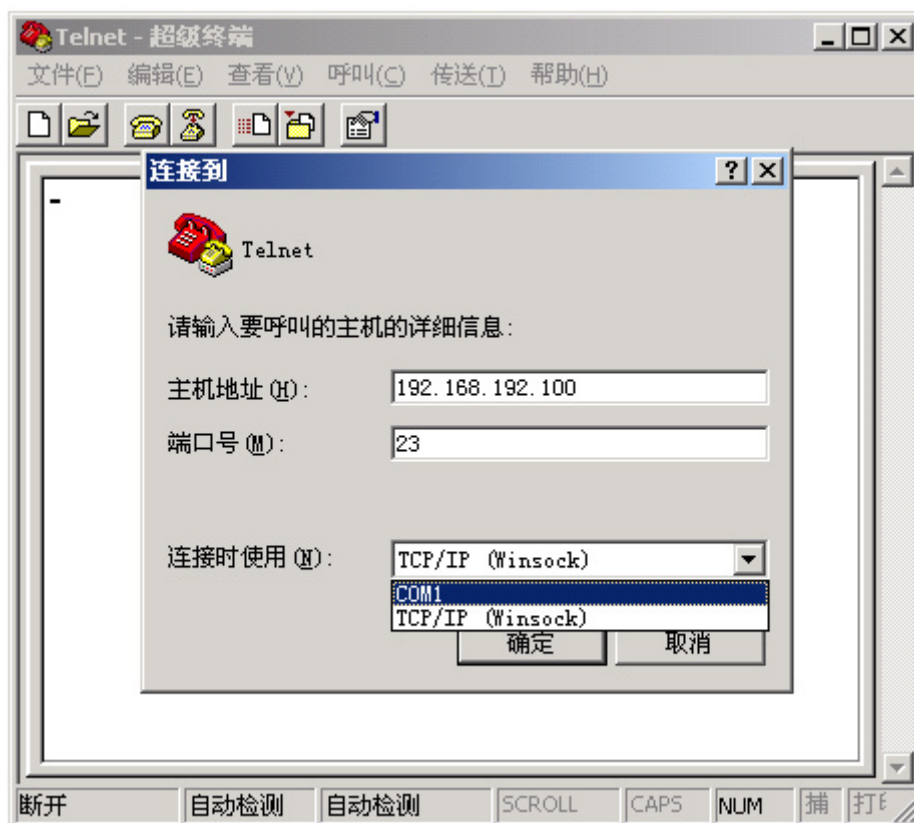 Telnet - 超级终端
文件(F) 编辑(E) 查看(V) 呼叫(C) 传送(T) 帮助(H)
连接到
Telnet
请输入要呼叫的主机的详细信息:
主机地址(H): 192.168.192.100
端口号(M): 23
连接时使用(N): TCP/IP (Winsock)
COM1
TCP/IP (Winsock)
确定 取消
断开 自动检测 自动检测 SCROLL CAPS NUM 捕 打